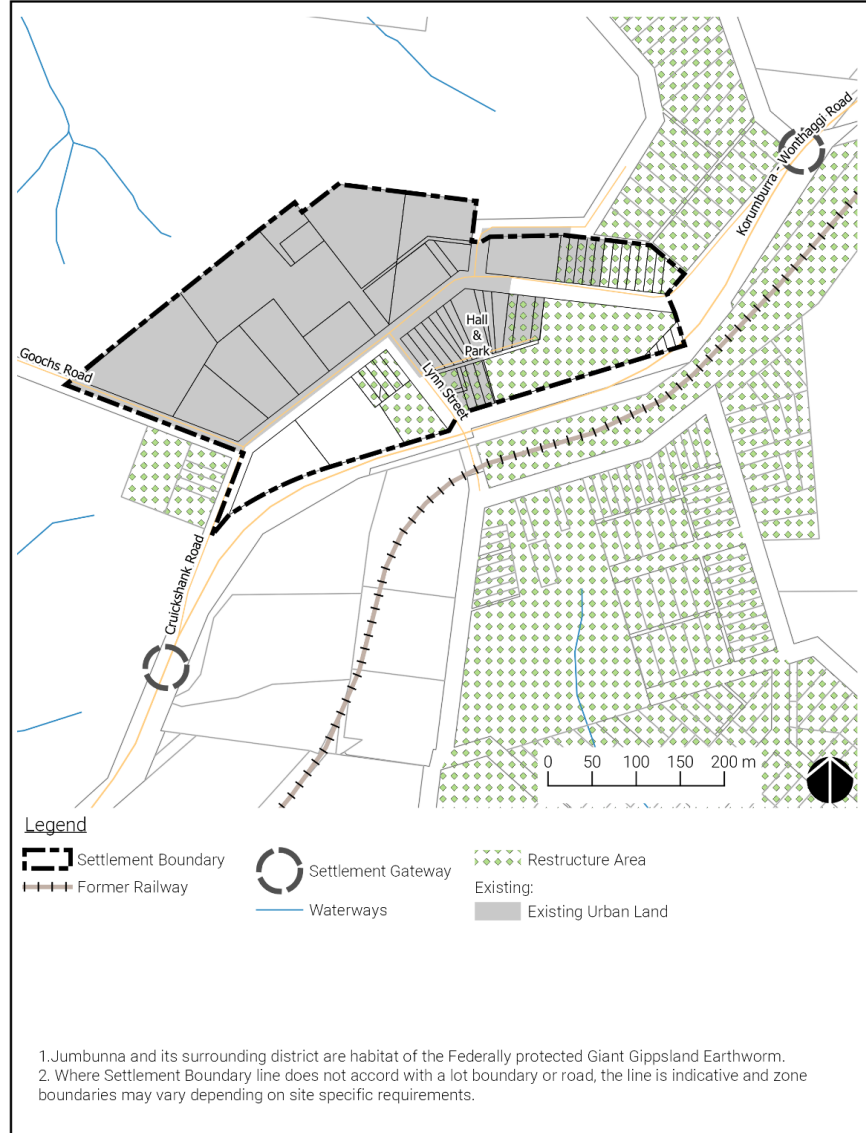 Korumburra - Wonthaggi Road
Hall
&
Park
Goochs Road
Lynn Street
Cruickshank Road
0 50 100 150 200 m
Legend
Settlement Boundary
Former Railway
Settlement Gateway
Waterways
Restructure Area
Existing:
Existing Urban Land
1.Jumbunna and its surrounding district are habitat of the Federally protected Giant Gippsland Earthworm.
2. Where Settlement Boundary line does not accord with a lot boundary or road, the line is indicative and zone
boundaries may vary depending on site specific requirements.